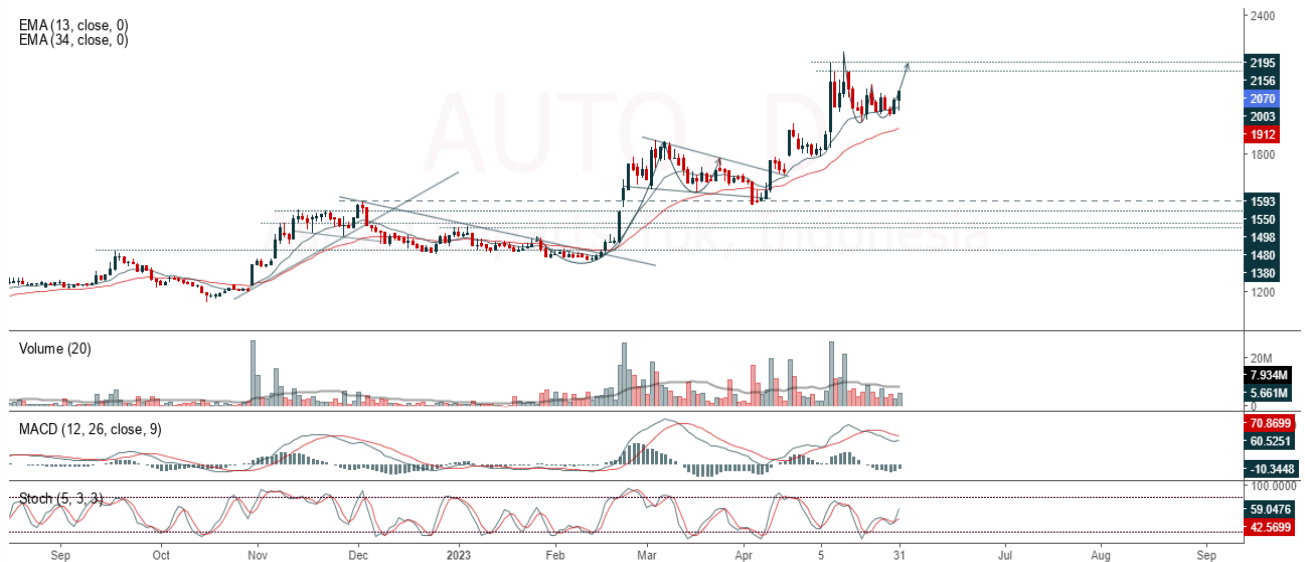 EMA (13, close, 0)
EMA (34, close, 0)
AUTO, D
Indonesia
2400
2195
2156
2070
2003
1912
1800
1593
1550
1498
1480
1380
1200
Volume (20)
20M
7.934M
5.661M
0
MACD (12, 26, close, 9)
70.8699
60.5251
-10.3448
Stoch (5, 3, 3)
100.0000
59.0476
42.5699
Sep Oct Nov Dec 2023 Feb Mar Apr 5 31 Jul Aug Sep